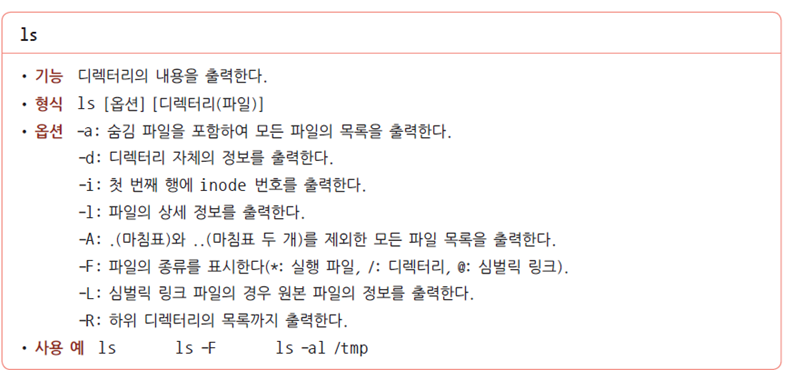 ls
• 기능 디렉터리의 내용을 출력한다.
• 형식 ls [옵션] [디렉터리(파일)]
• 옵션 -a: 숨김 파일을 포함하여 모든 파일의 목록을 출력한다.
-d: 디렉터리 자체의 정보를 출력한다.
-i: 첫 번째 행에 inode 번호를 출력한다.
-l: 파일의 상세 정보를 출력한다.
-A: .(마침표)와 ..(마침표 두 개)를 제외한 모든 파일 목록을 출력한다.
-F: 파일의 종류를 표시한다(*: 실행 파일, /: 디렉터리, @: 심벌릭 링크).
-L: 심벌릭 링크 파일의 경우 원본 파일의 정보를 출력한다.
-R: 하위 디렉터리의 목록까지 출력한다.
• 사용 예 ls ls -F ls -al /tmp